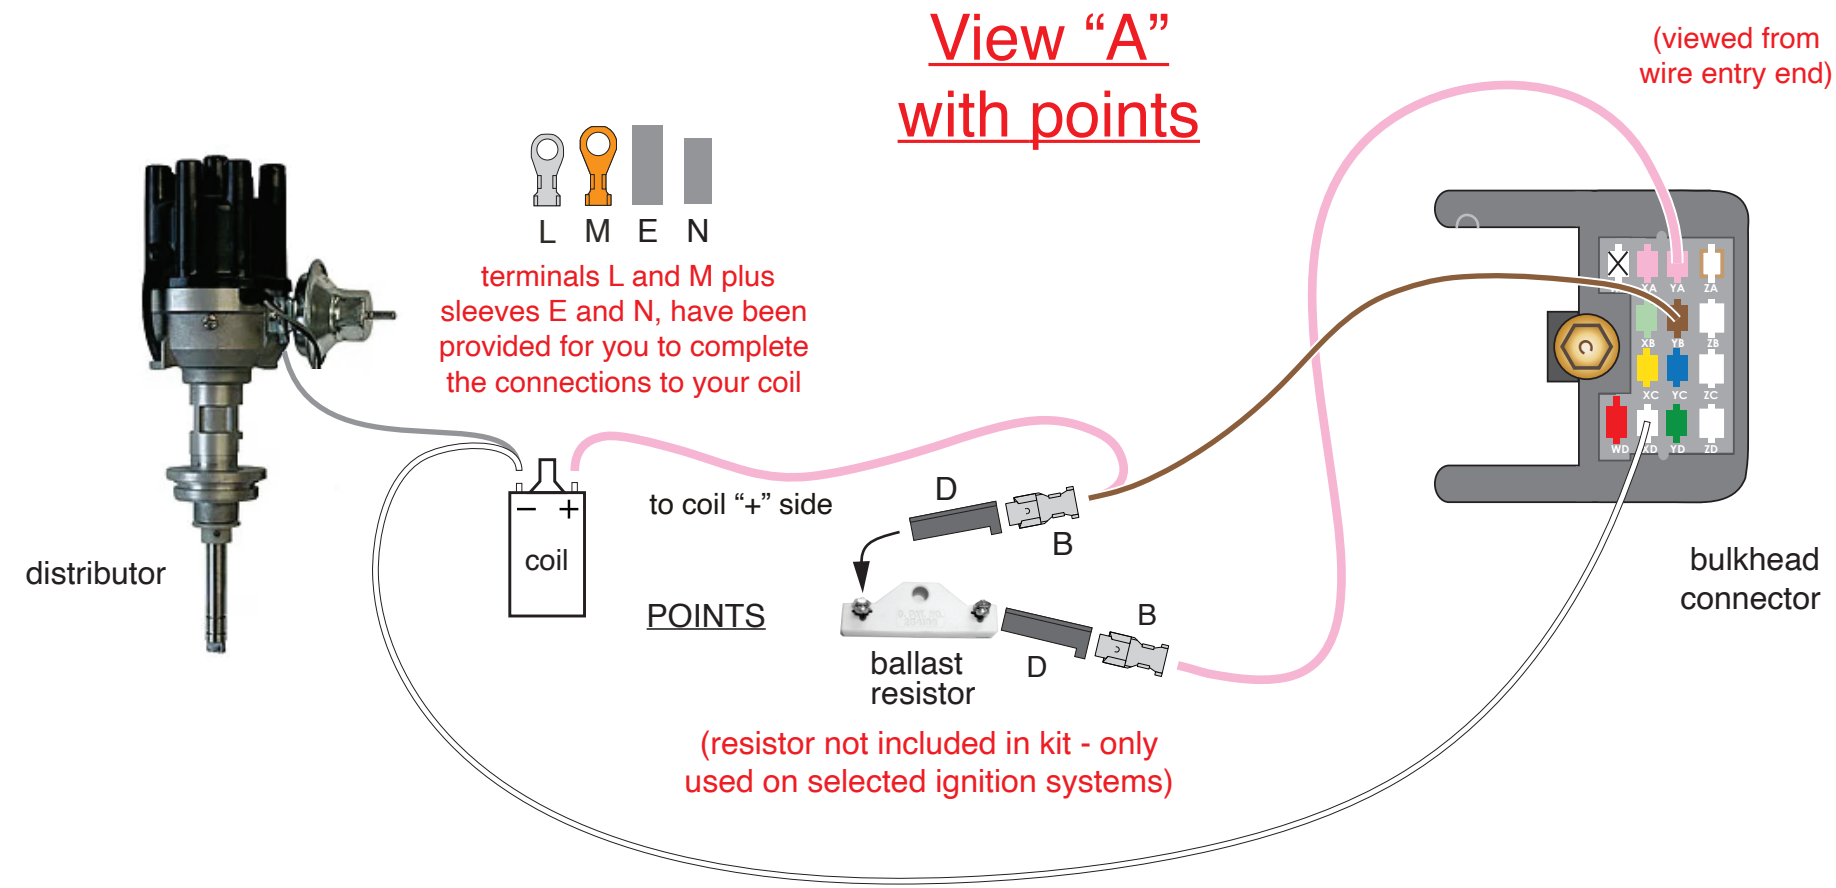 View “A”
with points
(viewed from
wire entry end)
L M E N
terminals L and M plus
sleeves E and N, have been
provided for you to complete
the connections to your coil
XA YA ZA
XB YB ZB
XC YC ZC
WD XD YD ZD
C
distributor
− +
coil
to coil “+” side
D
B
POINTS
ballast
resistor
D
B
(resistor not included in kit - only
used on selected ignition systems)
bulkhead
connector